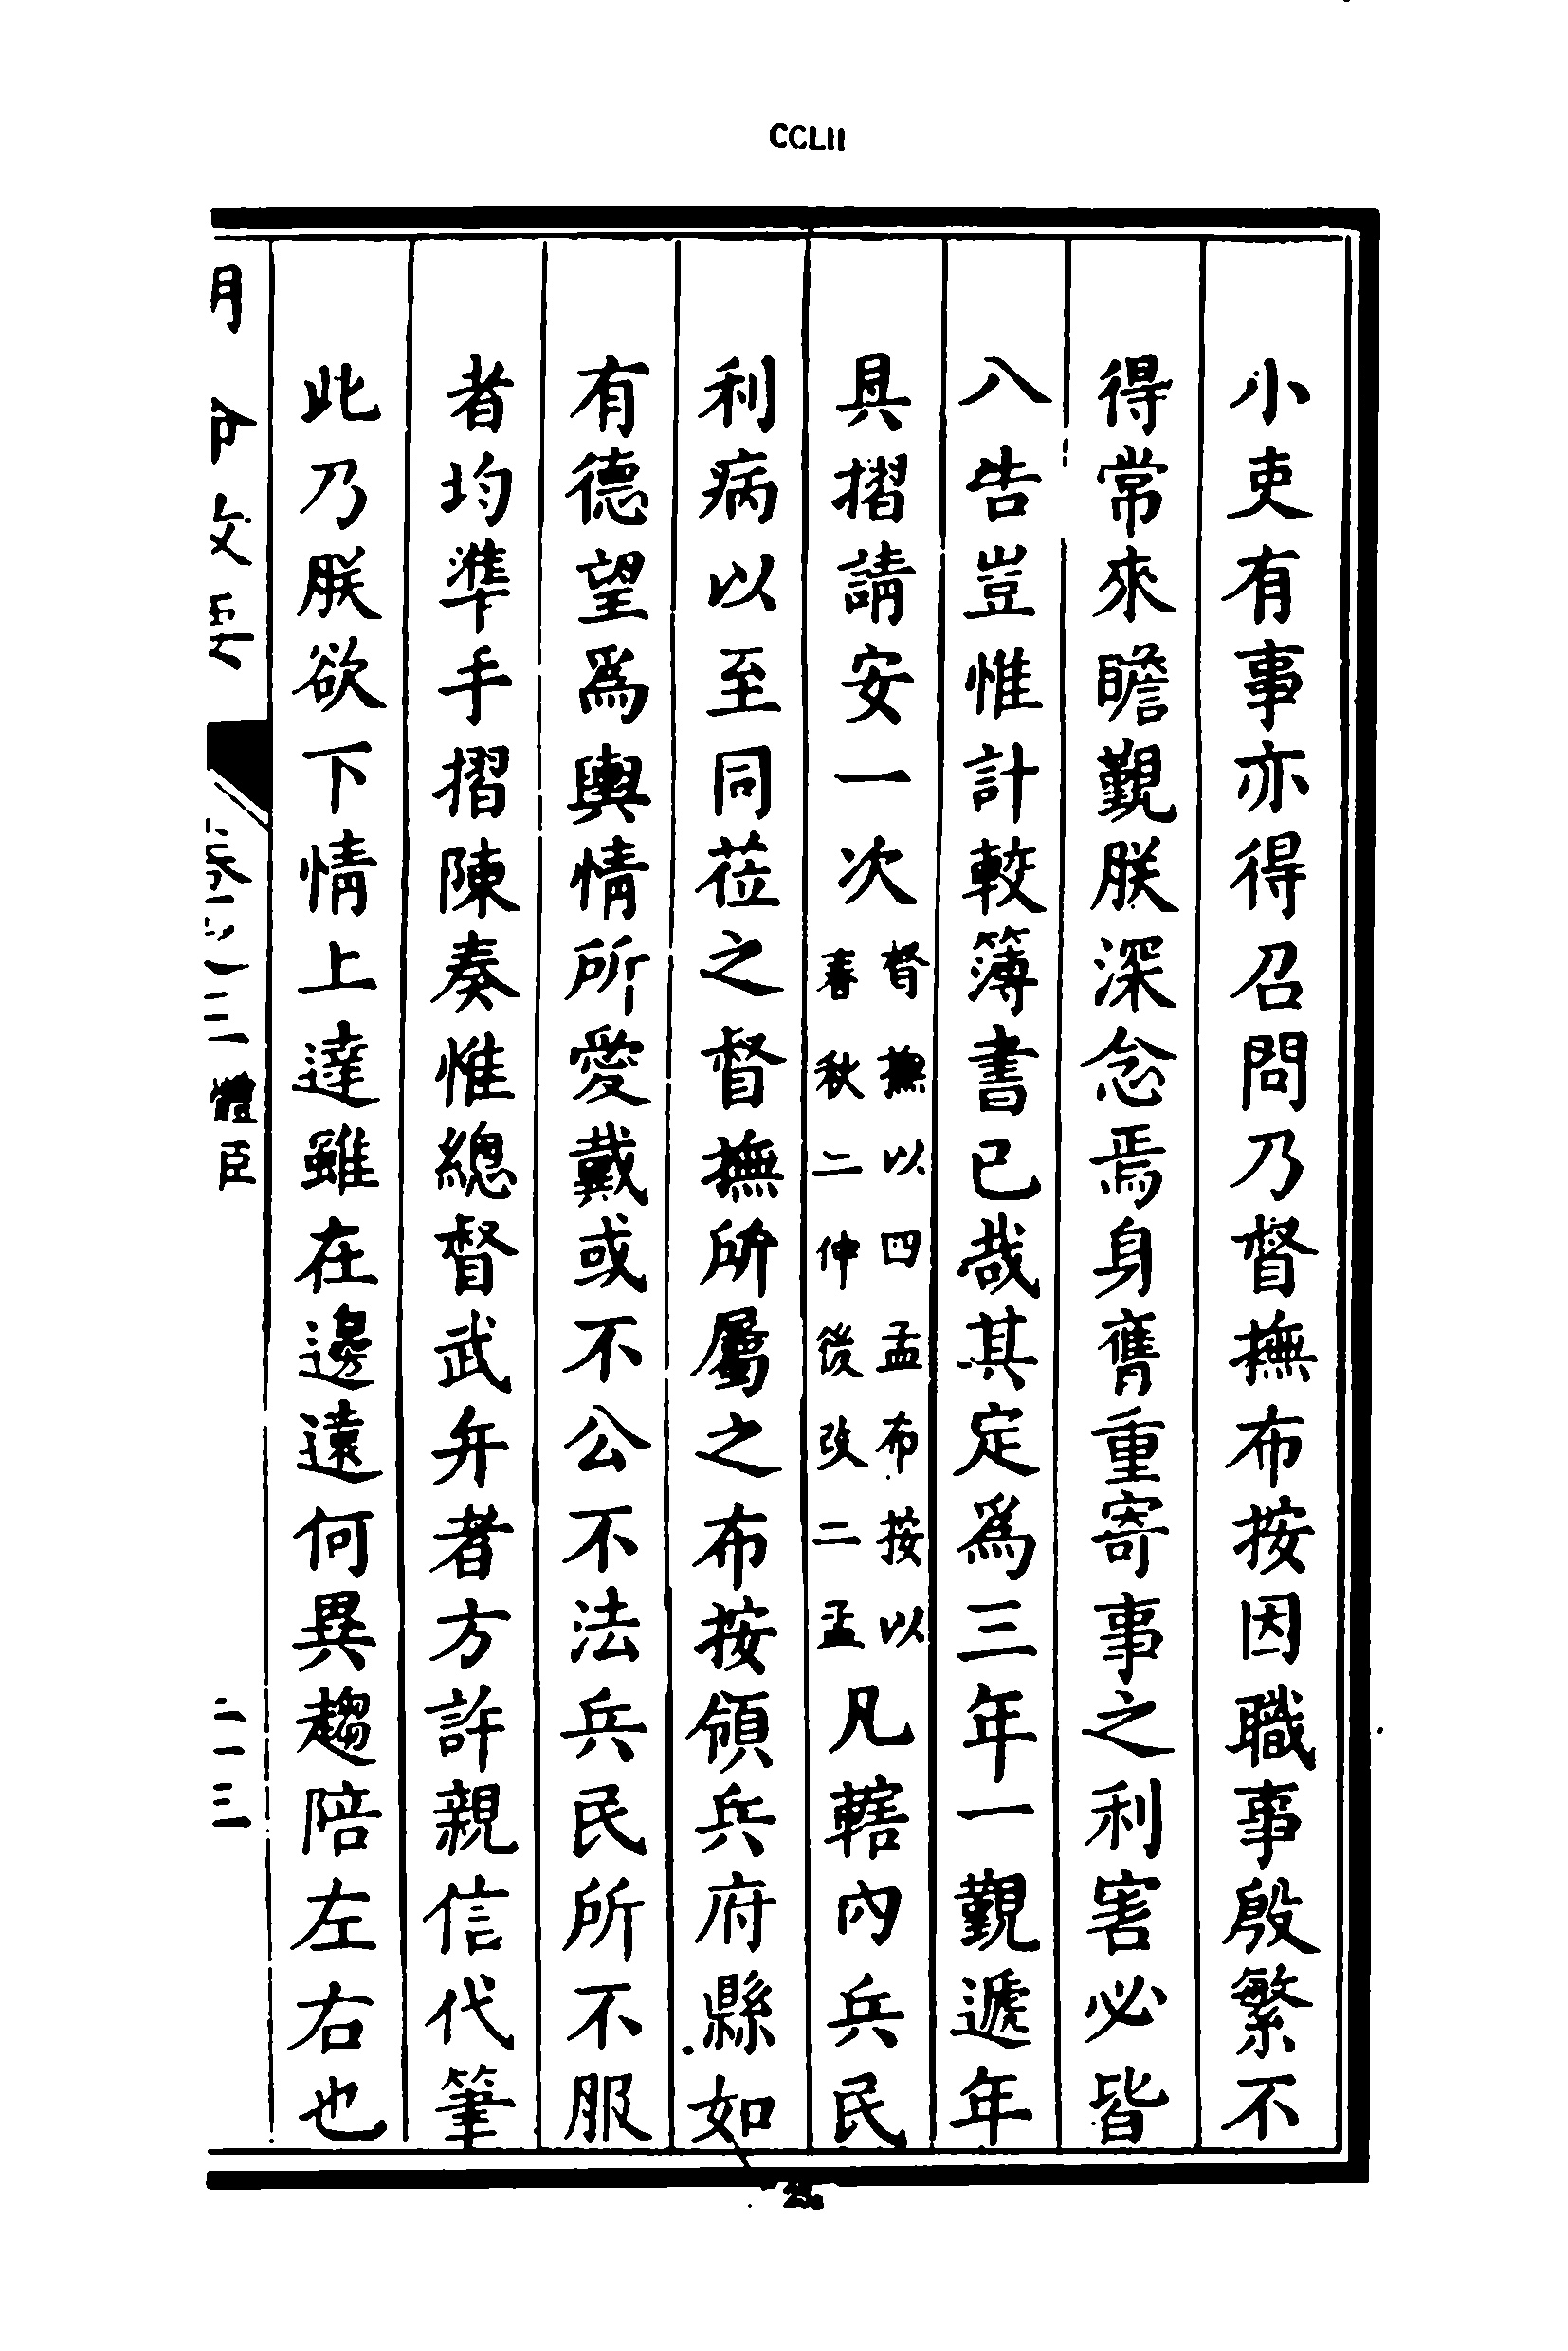 CCLII
小吏有事亦得召問乃督撫布按因職事殷繁不
得常來瞻覲朕深念焉身膺重寄事之利害必皆
入告豈惟計較簿書已哉其定為三年一覲遞年
具摺請安一次督撫以四孟布按以春秋二仲後改二孟凡轄內兵民
利病以至同莅之督撫所屬之布按領兵府縣如
有德望為輿情所愛戴或不公不法兵民所不服
者均準手摺陳奏惟總督武弁者方許親信代筆
此乃朕欲下情上達雖在邊遠何異趨陪左右也
文
體臣